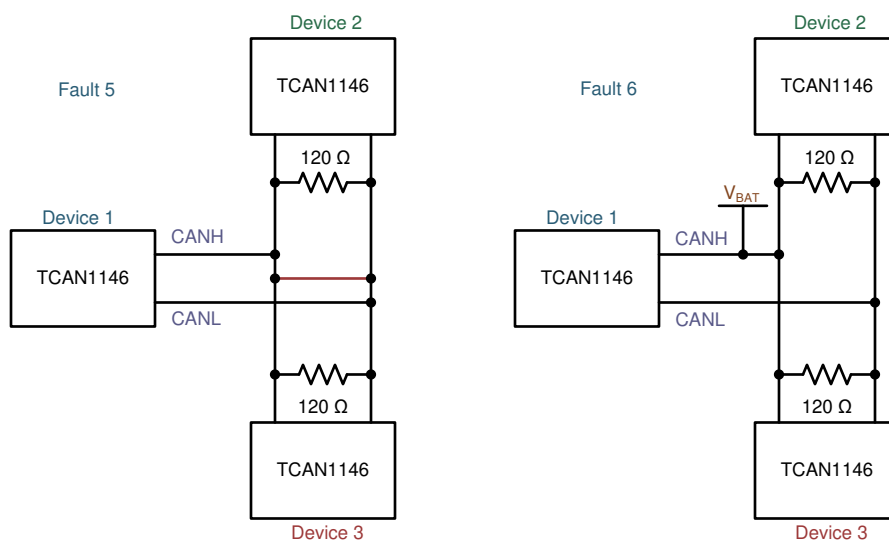 Device 2
TCAN1146
Fault 5
120 Ω
Device 1
CANH
TCAN1146
CANL
120 Ω
TCAN1146
Device 3
Device 2
TCAN1146
Fault 6
120 Ω
VBAT
Device 1
CANH
TCAN1146
CANL
120 Ω
TCAN1146
Device 3